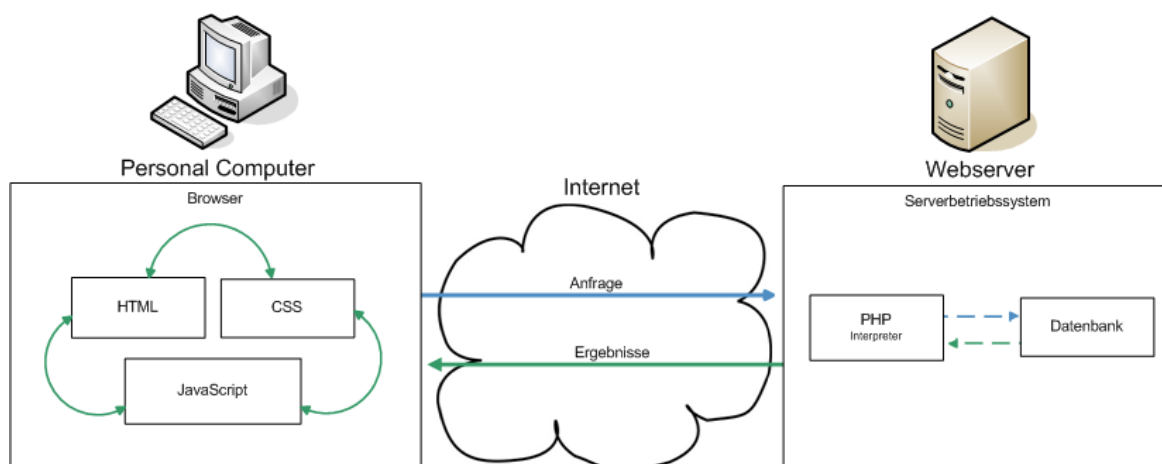 Personal Computer
Browser
HTML
CSS
JavaScript
Internet
Anfrage
Ergebnisse
Webserver
Serverbetriebssystem
PHP
Interpreter
Datenbank